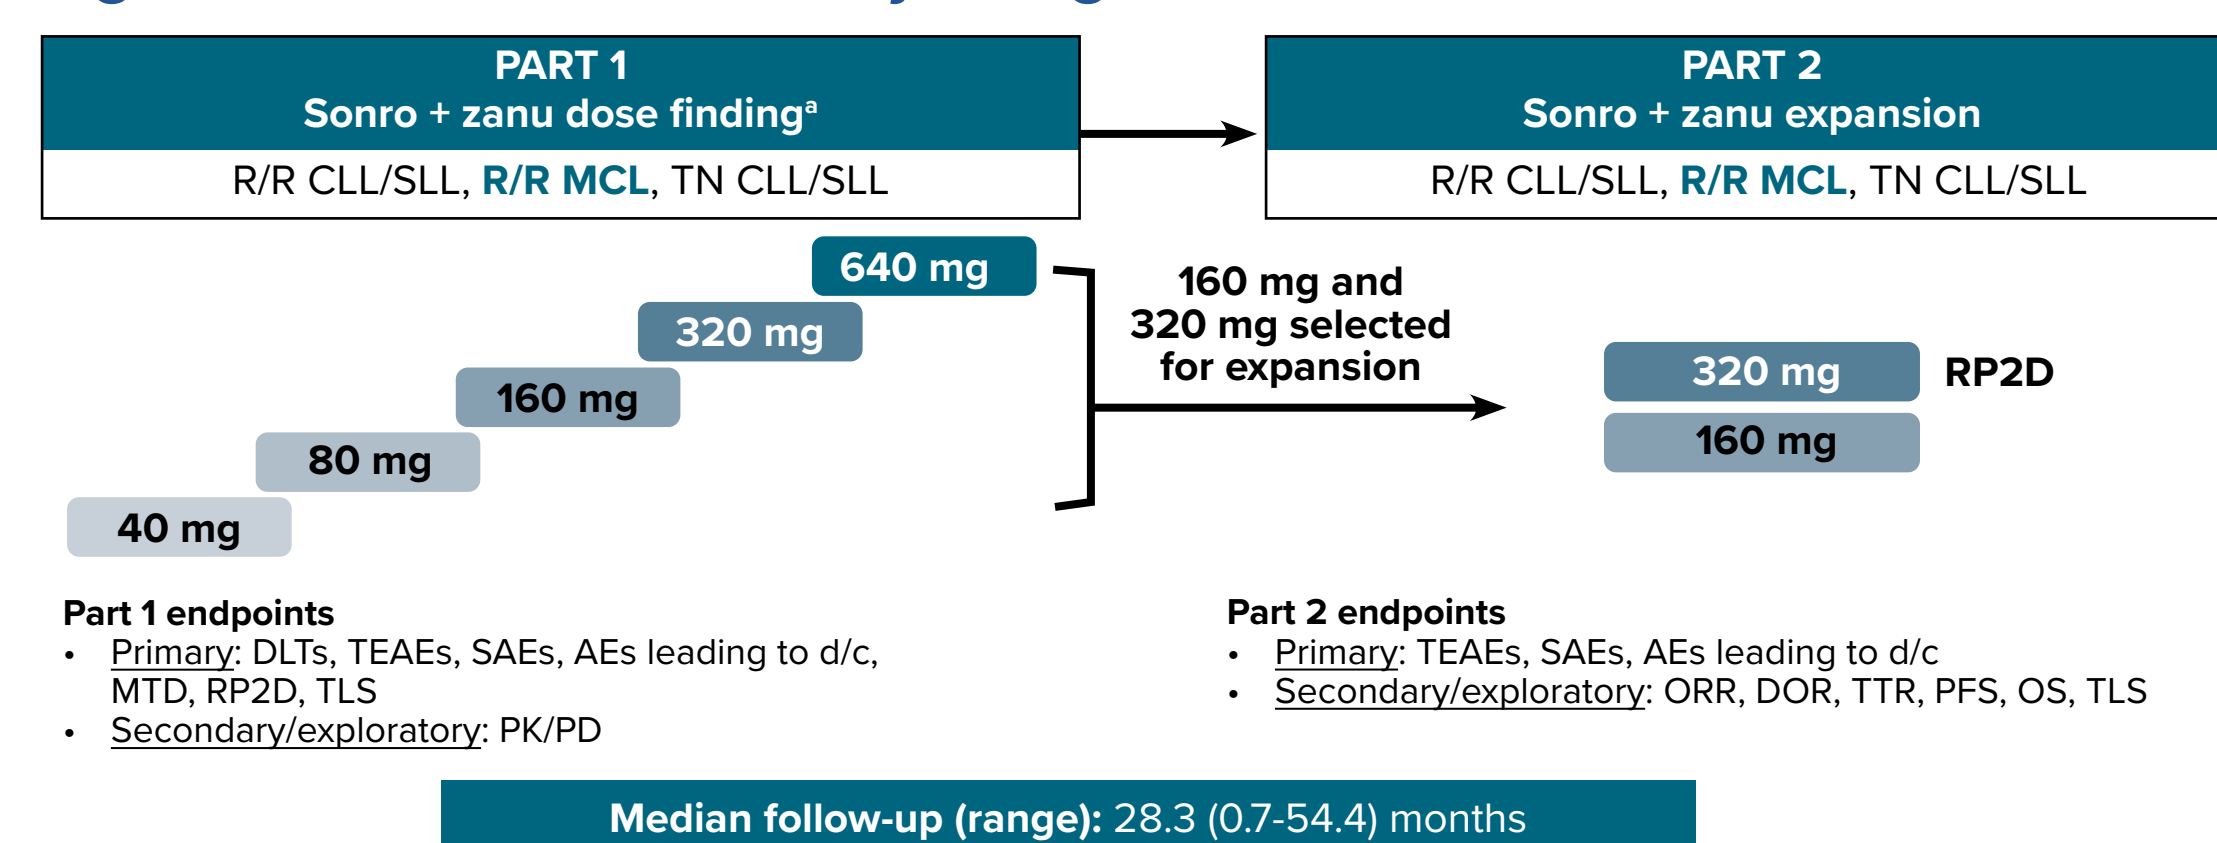 PART 1
Sonro + zanu dose findingᵃ
R/R CLL/SLL, R/R MCL, TN CLL/SLL
PART 2
Sonro + zanu expansion
R/R CLL/SLL, R/R MCL, TN CLL/SLL
640 mg
320 mg
160 mg
80 mg
40 mg
160 mg and
320 mg selected
for expansion
320 mg
RP2D
160 mg
Part 1 endpoints
• Primary: DLTs, TEAEs, SAEs, AEs leading to d/c,
MTD, RP2D, TLS
• Secondary/exploratory: PK/PD
Part 2 endpoints
• Primary: TEAEs, SAEs, AEs leading to d/c
• Secondary/exploratory: ORR, DOR, TTR, PFS, OS, TLS
Median follow-up (range): 28.3 (0.7-54.4) months